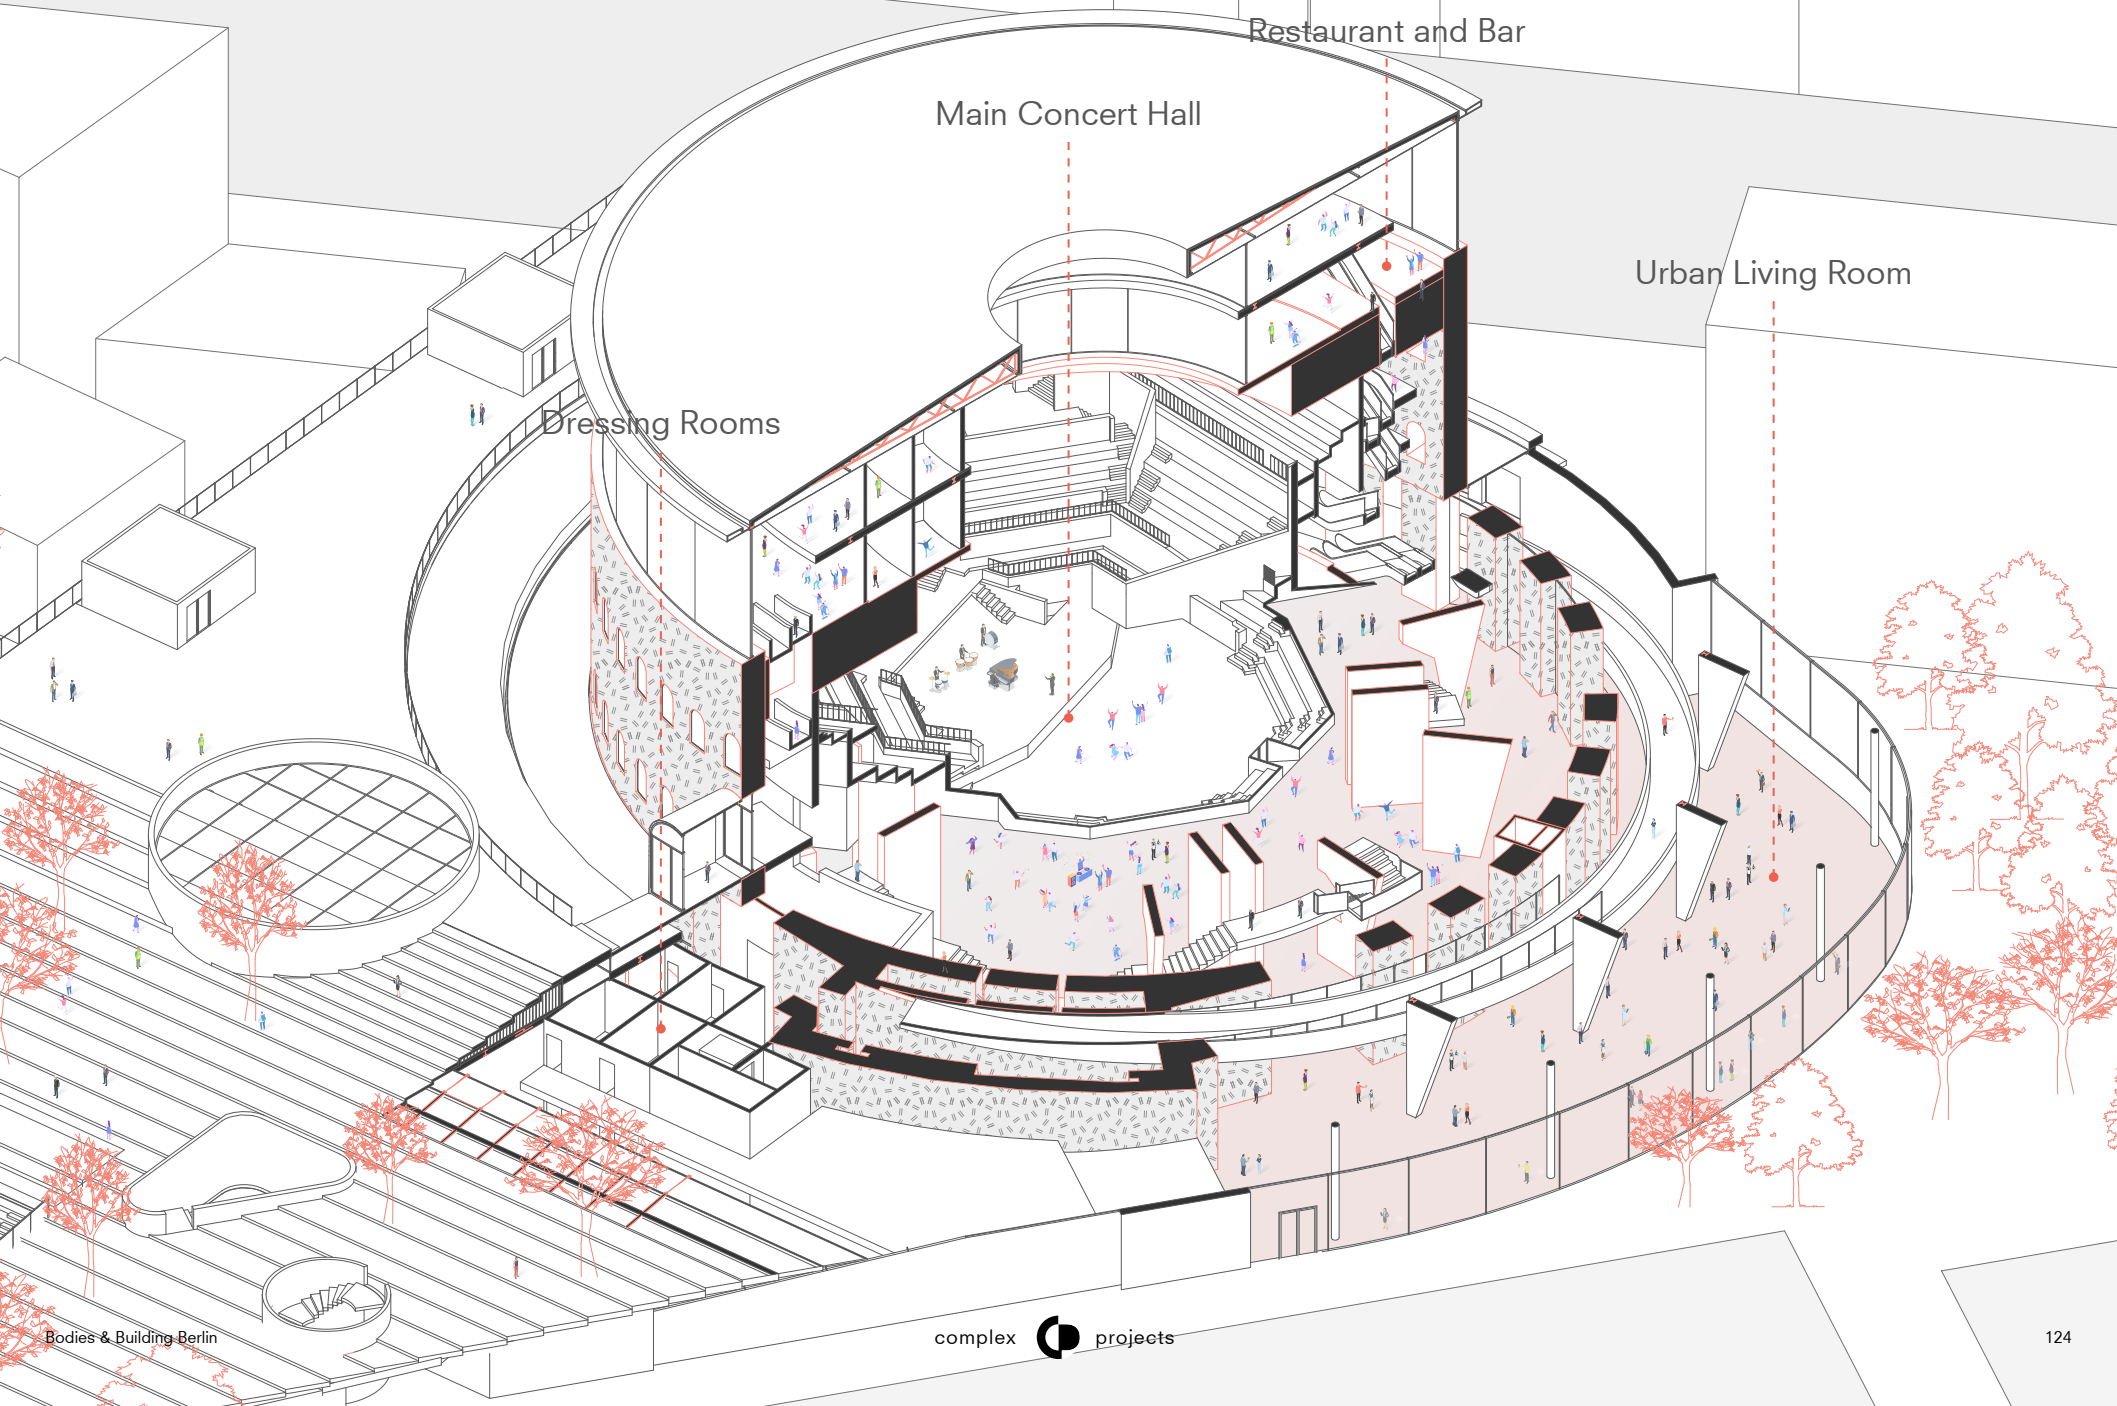 Restaurant and Bar
Main Concert Hall
Urban Living Room
Dressing Rooms
Bodies & Building Berlin
complex projects
124